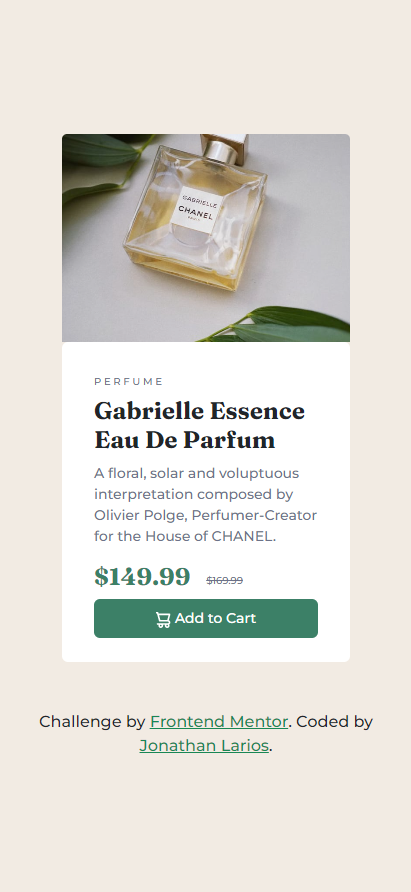 GABRIELLE
CHANEL
PARIS
PERFUME
Gabrielle Essence
Eau De Parfum
A floral, solar and voluptuous
interpretation composed by
Olivier Polge, Perfumer-Creator
for the House of CHANEL.
$149.99 $169.99
Add to Cart
Challenge by Frontend Mentor. Coded by
Jonathan Larios.